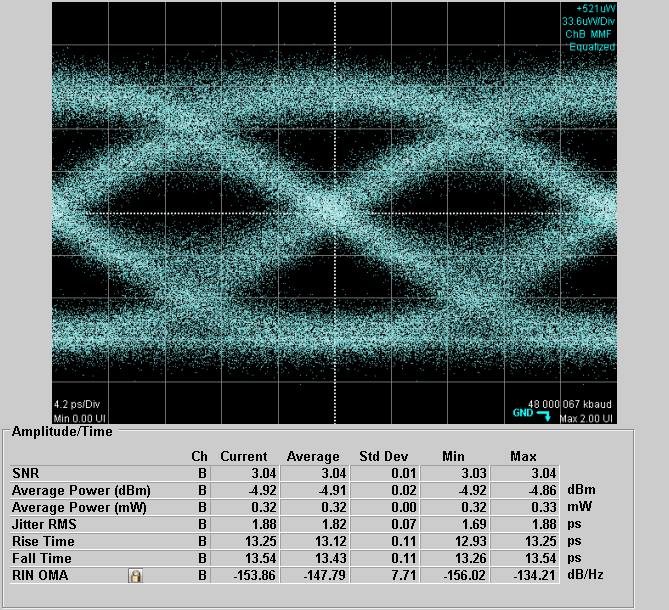 +521uW
33.6uW/Div
ChB MMF
Equalized
4.2 ps/Div
48 000 067 kbaud
GND
Min 0.00 UI
Max 2.00 UI
Amplitude/Time
Ch Current Average Std Dev Min Max
SNR B 3.04 3.04 0.01 3.03 3.04
Average Power (dBm) B -4.92 -4.91 0.02 -4.92 -4.86 dBm
Average Power (mW) B 0.32 0.32 0.00 0.32 0.33 mW
Jitter RMS B 1.88 1.82 0.07 1.69 1.88 ps
Rise Time B 13.25 13.12 0.11 12.93 13.25 ps
Fall Time B 13.54 13.43 0.11 13.26 13.54 ps
RIN OMA B -153.86 -147.79 7.71 -156.02 -134.21 dB/Hz